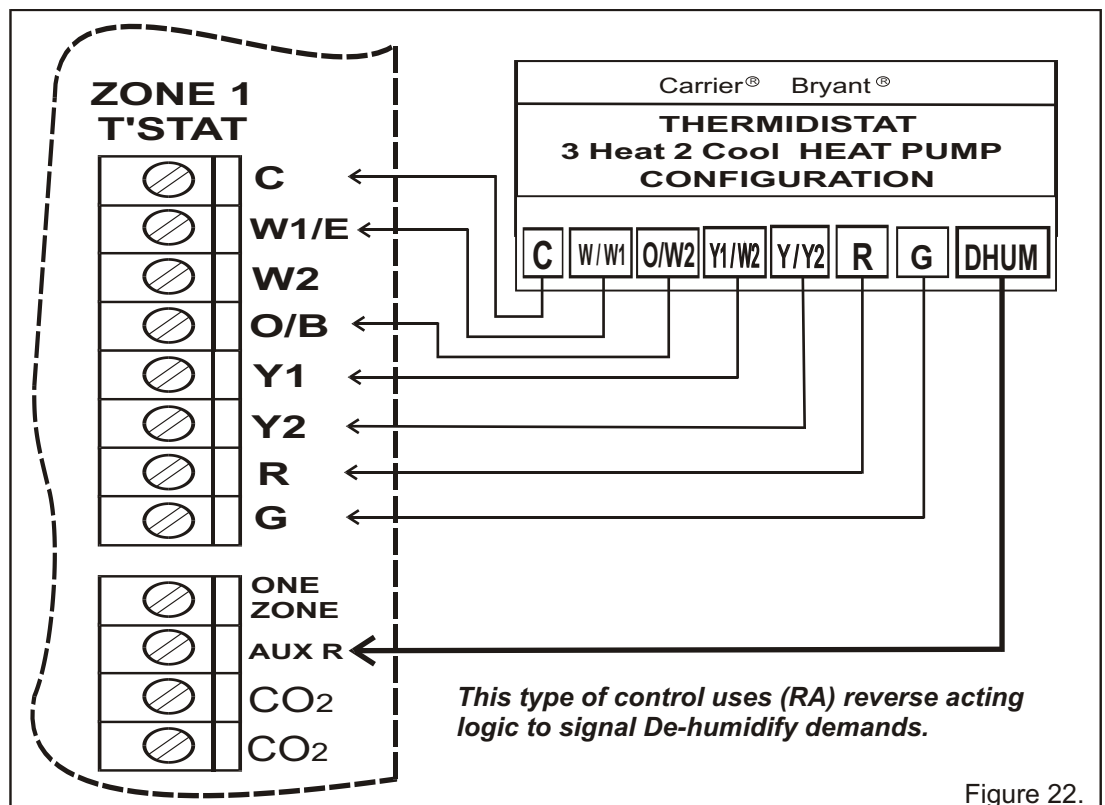 ZONE 1
T'STAT
C
W1/E
W2
O/B
Y1
Y2
R
G
ONE
ZONE
AUX R
CO2
CO2
Carrier® Bryant®
THERMIDISTAT
3 Heat 2 Cool HEAT PUMP
CONFIGURATION
C W/W1 O/W2 Y1/W2 Y/Y2 R G DHUM
This type of control uses (RA) reverse acting
logic to signal De-humidify demands.
Figure 22.